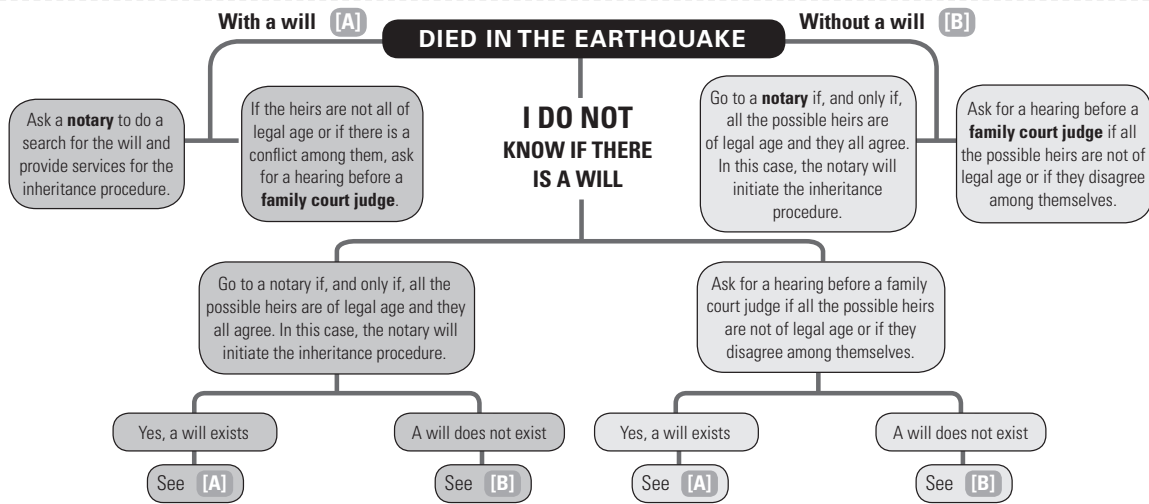 With a will [A]
DIED IN THE EARTHQUAKE
Without a will [B]
Ask a notary to do a
search for the will and
provide services for the
inheritance procedure.
If the heirs are not all of
legal age or if there is a
conflict among them, ask
for a hearing before a
family court judge.
I DO NOT
KNOW IF THERE
IS A WILL
Go to a notary if, and only if,
all the possible heirs are
of legal age and they all agree.
In this case, the notary will
initiate the inheritance
procedure.
Ask for a hearing before a
family court judge if all
the possible heirs are not of
legal age or if they disagree
among themselves.
Go to a notary if, and only if, all the
possible heirs are of legal age and they
all agree. In this case, the notary will
initiate the inheritance procedure.
Ask for a hearing before a family
court judge if all the possible heirs
are not of legal age or if they
disagree among themselves.
Yes, a will exists
A will does not exist
Yes, a will exists
A will does not exist
See [A]
See [B]
See [A]
See [B]